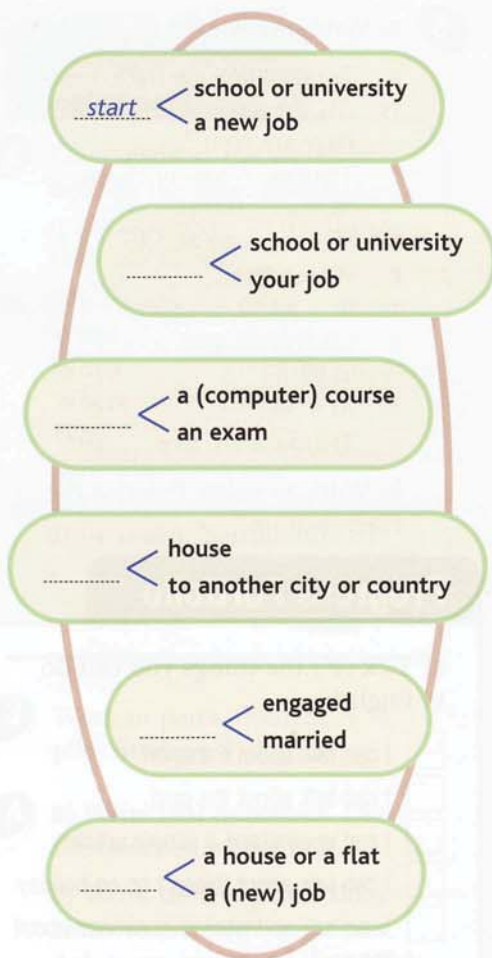 start
school or university
a new job
school or university
your job
a (computer) course
an exam
house
to another city or country
engaged
married
a house or a flat
a (new) job